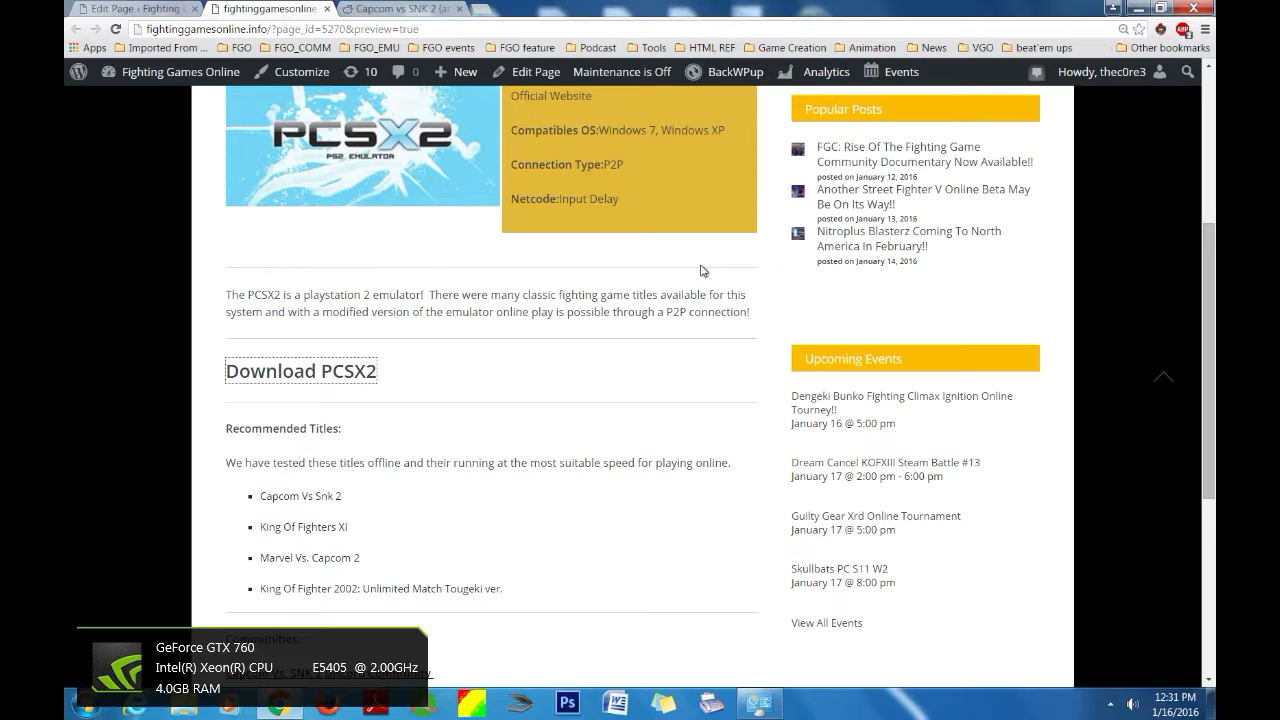 Edit Page ‹ Fighting G
fightinggamesonline
Capcom vs SNK 2 (an
fightinggamesonline.info/?page_id=5270&preview=true
Apps
Imported From ...
FGO
FGO_COMM
FGO_EMU
FGO events
FGO feature
Podcast
Tools
HTML REF
Game Creation
Animation
News
VGO
beat'em ups
Other bookmarks
Fighting Games Online
Customize
10
0
New
Edit Page
Maintenance is Off
BackWPup
Analytics
Events
Howdy, thec0re3
PCSX2
PS2 EMULATOR
Official Website
Compatibles OS:Windows 7, Windows XP
Connection Type:P2P
Netcode:Input Delay
The PCSX2 is a playstation 2 emulator!  There were many classic fighting game titles available for this
system and with a modified version of the emulator online play is possible through a P2P connection!
Download PCSX2
Recommended Titles:
We have tested these titles offline and their running at the most suitable speed for playing online.
▪ Capcom Vs Snk 2
▪ King Of Fighters XI
▪ Marvel Vs. Capcom 2
▪ King Of Fighter 2002: Unlimited Match Tougeki ver.
Communities:
Capcom Vs. SNK 2 Discord Community
Popular Posts
FGC: Rise Of The Fighting Game
Community Documentary Now Available!!
posted on January 12, 2016
Another Street Fighter V Online Beta May
Be On Its Way!!
posted on January 13, 2016
Nitroplus Blasterz Coming To North
America In February!!
posted on January 14, 2016
Upcoming Events
Dengeki Bunko Fighting Climax Ignition Online
Tourney!!
January 16 @ 5:00 pm
Dream Cancel KOFXIII Steam Battle #13
January 17 @ 2:00 pm - 6:00 pm
Guilty Gear Xrd Online Tournament
January 17 @ 5:00 pm
Skullbats PC S11 W2
January 17 @ 8:00 pm
View All Events
GeForce GTX 760
Intel(R) Xeon(R) CPU E5405 @ 2.00GHz
4.0GB RAM
Ps
12:31 PM
1/16/2016